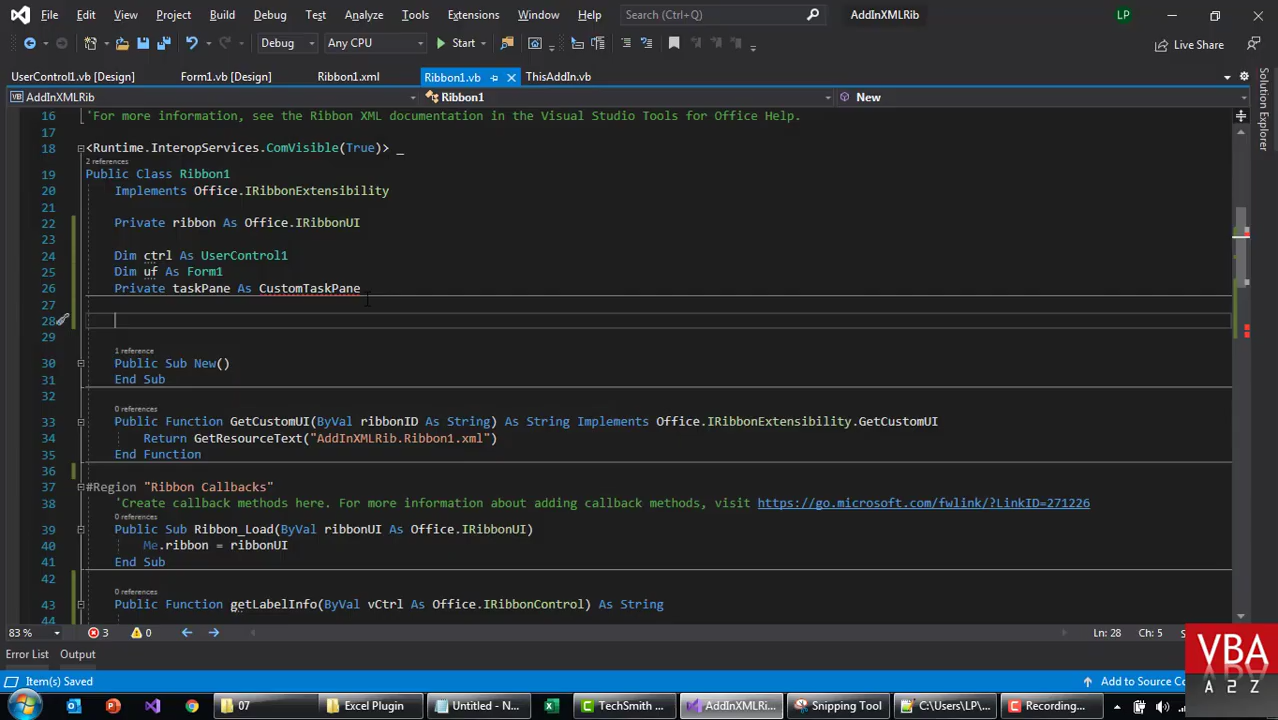 File Edit View Project Build Debug Test Analyze Tools Extensions Window Help Search (Ctrl+Q) AddInXMLRib LP
Debug Any CPU Start Live Share
UserControl1.vb [Design] Form1.vb [Design] Ribbon1.xml Ribbon1.vb ThisAddIn.vb
AddInXMLRib Ribbon1 New
Solution Explorer
16 'For more information, see the Ribbon XML documentation in the Visual Studio Tools for Office Help.
17
18 <Runtime.InteropServices.ComVisible(True)> _
2 references
19 Public Class Ribbon1
20 Implements Office.IRibbonExtensibility
21
22 Private ribbon As Office.IRibbonUI
23
24 Dim ctrl As UserControl1
25 Dim uf As Form1
26 Private taskPane As CustomTaskPane
27
28
29
1 reference
30 Public Sub New()
31 End Sub
32
0 references
33 Public Function GetCustomUI(ByVal ribbonID As String) As String Implements Office.IRibbonExtensibility.GetCustomUI
34 Return GetResourceText("AddInXMLRib.Ribbon1.xml")
35 End Function
36
37 #Region "Ribbon Callbacks"
38 'Create callback methods here. For more information about adding callback methods, visit https://go.microsoft.com/fwlink/?LinkID=271226
0 references
39 Public Sub Ribbon_Load(ByVal ribbonUI As Office.IRibbonUI)
40 Me.ribbon = ribbonUI
41 End Sub
42
0 references
43 Public Function getLabelInfo(ByVal vCtrl As Office.IRibbonControl) As String
44
83 % 3 0 Ln: 28 Ch: 5
Error List Output
Item(s) Saved Add to Source
VBA
A 2 Z
07 Excel Plugin Untitled - N... TechSmith ... AddInXMLRi... Snipping Tool C:\Users\LP\... Recording...